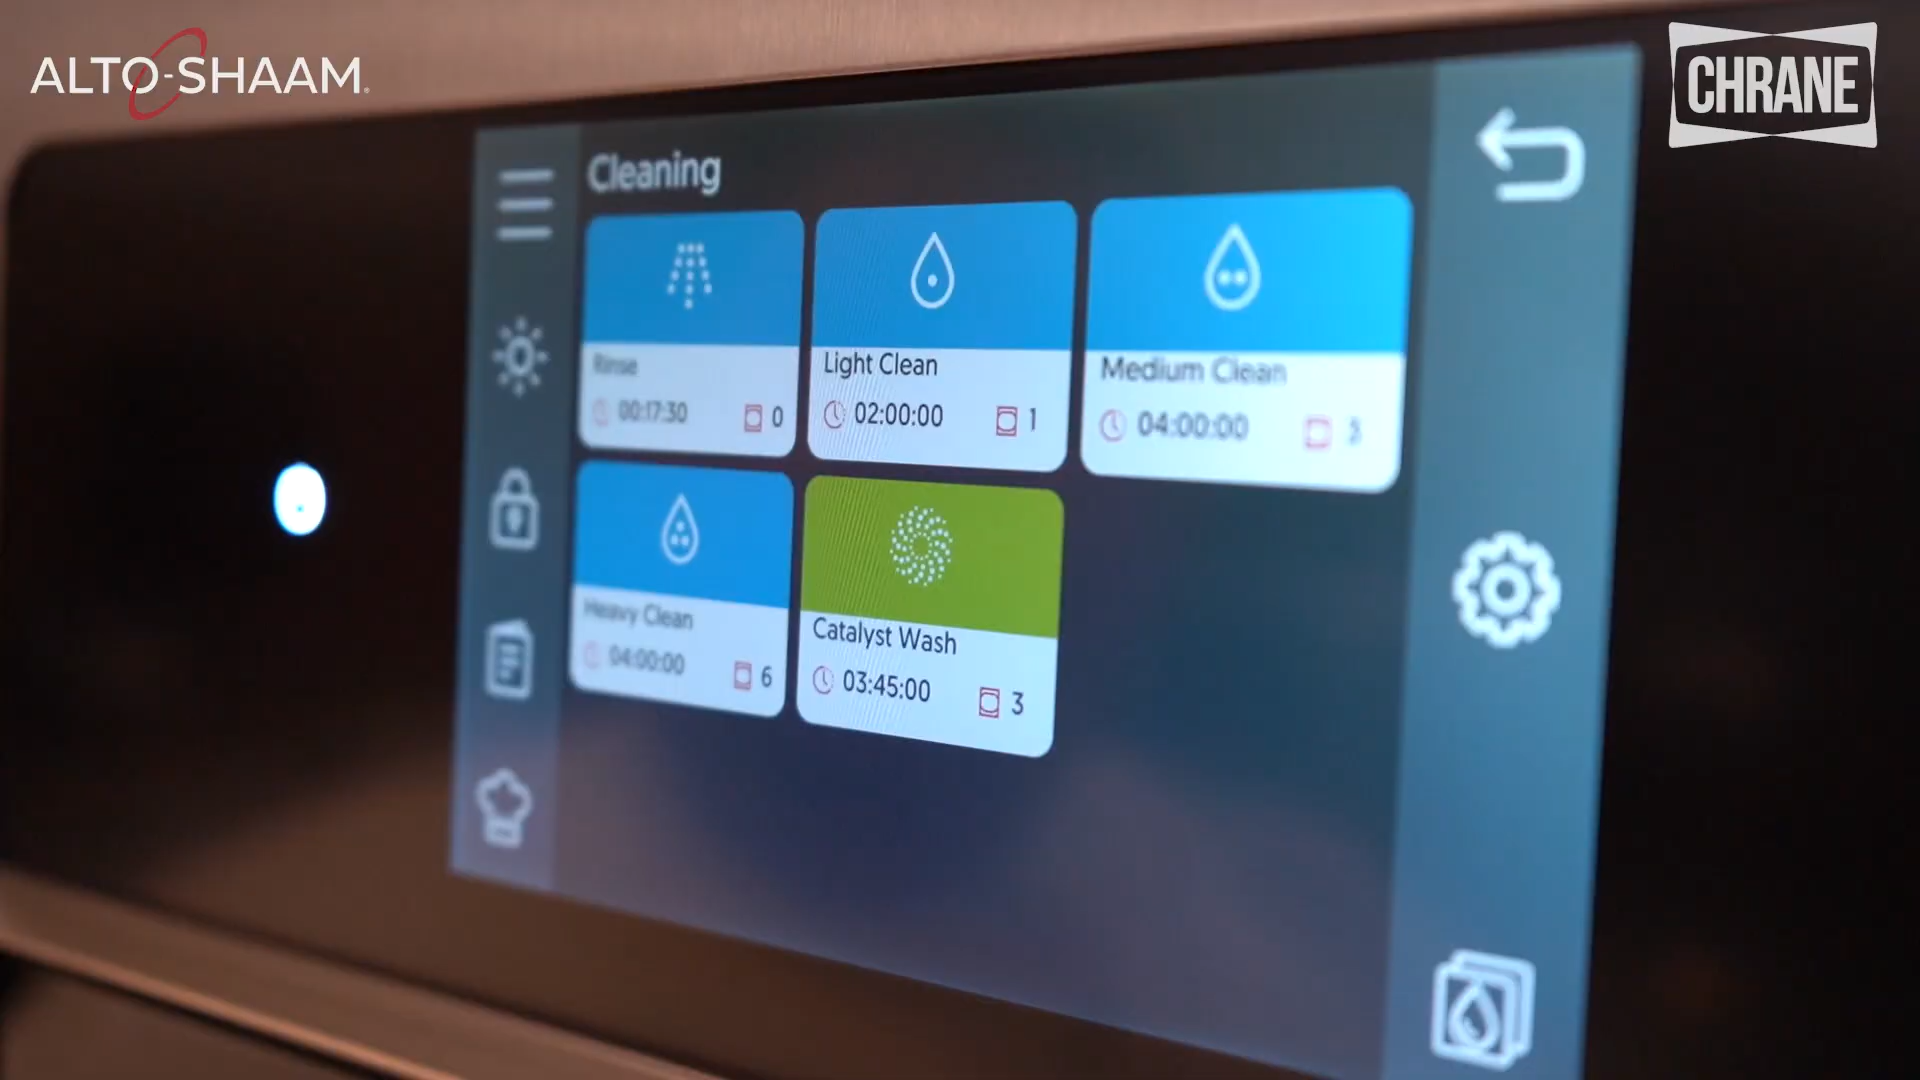 ALTO-SHAAM.
CHRANE
Cleaning
Rinse
00:17:30 0
Light Clean
02:00:00 1
Medium Clean
04:00:00
Heavy Clean
04:00:00 6
Catalyst Wash
03:45:00 3